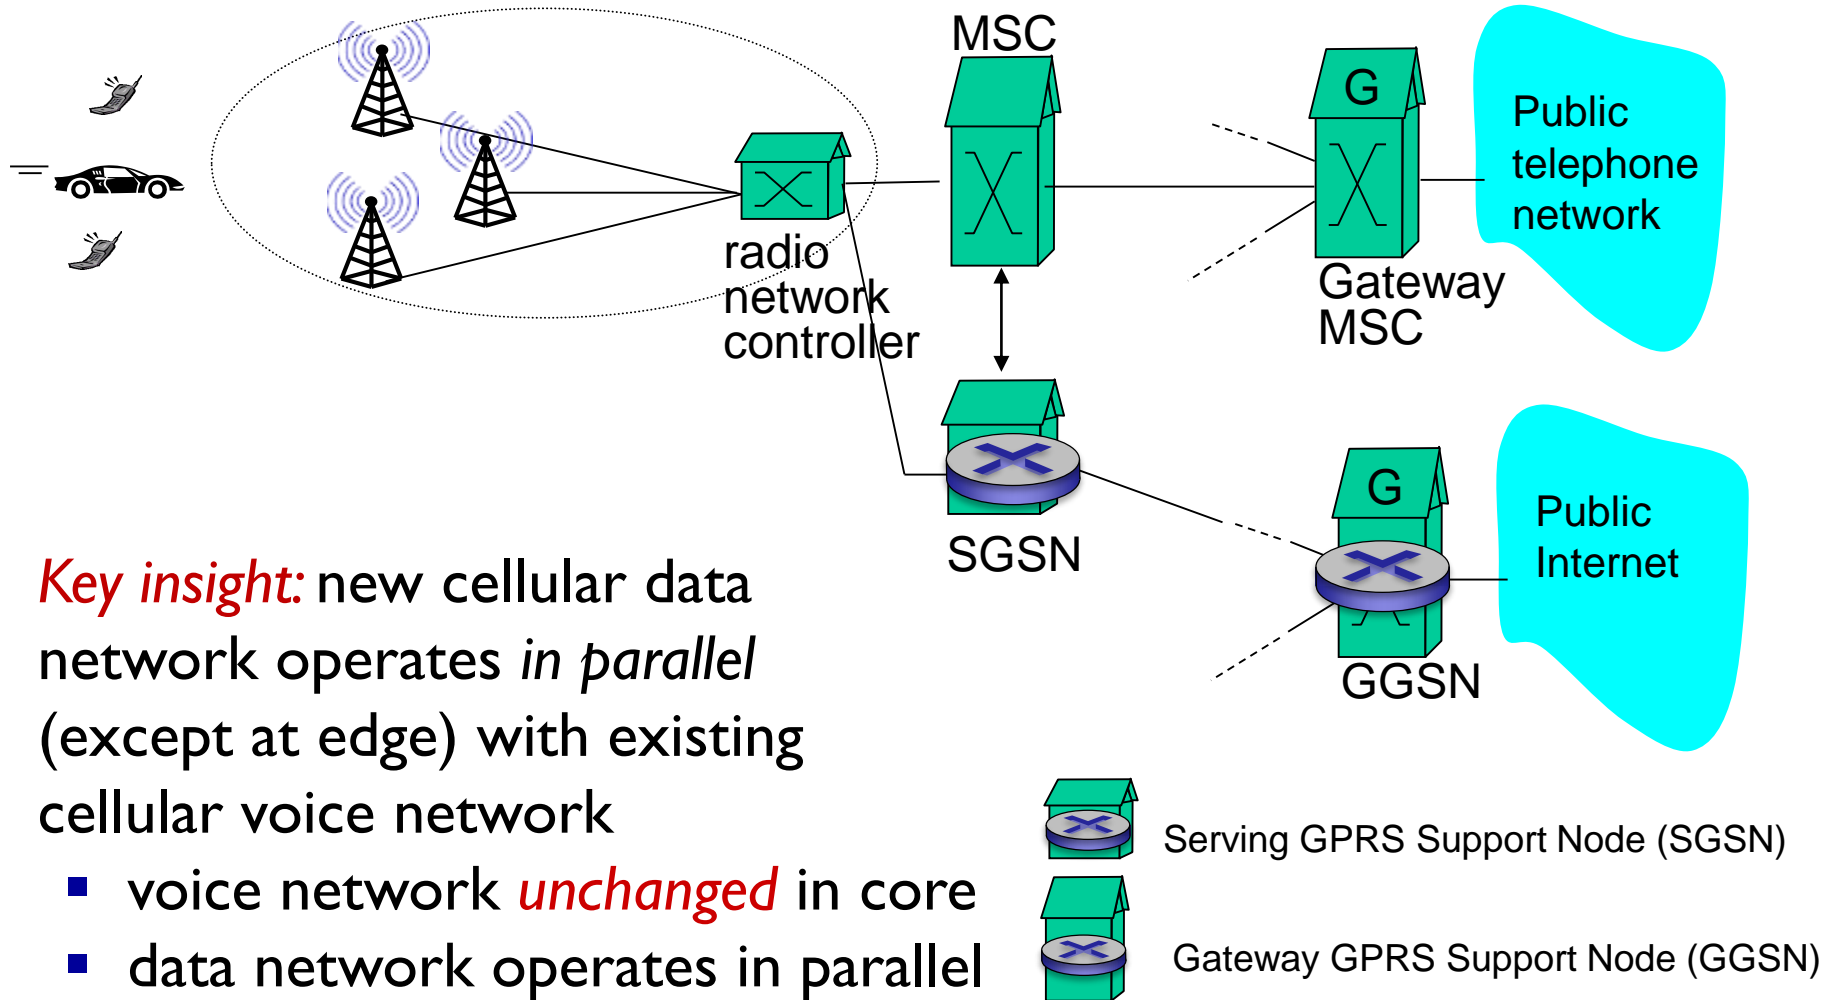 MSC
G
Public
telephone
network
radio
network
controller
Gateway
MSC
G
Public
Internet
SGSN
GGSN
Key insight: new cellular data
network operates in parallel
(except at edge) with existing
cellular voice network
▪ voice network unchanged in core
▪ data network operates in parallel
Serving GPRS Support Node (SGSN)
Gateway GPRS Support Node (GGSN)